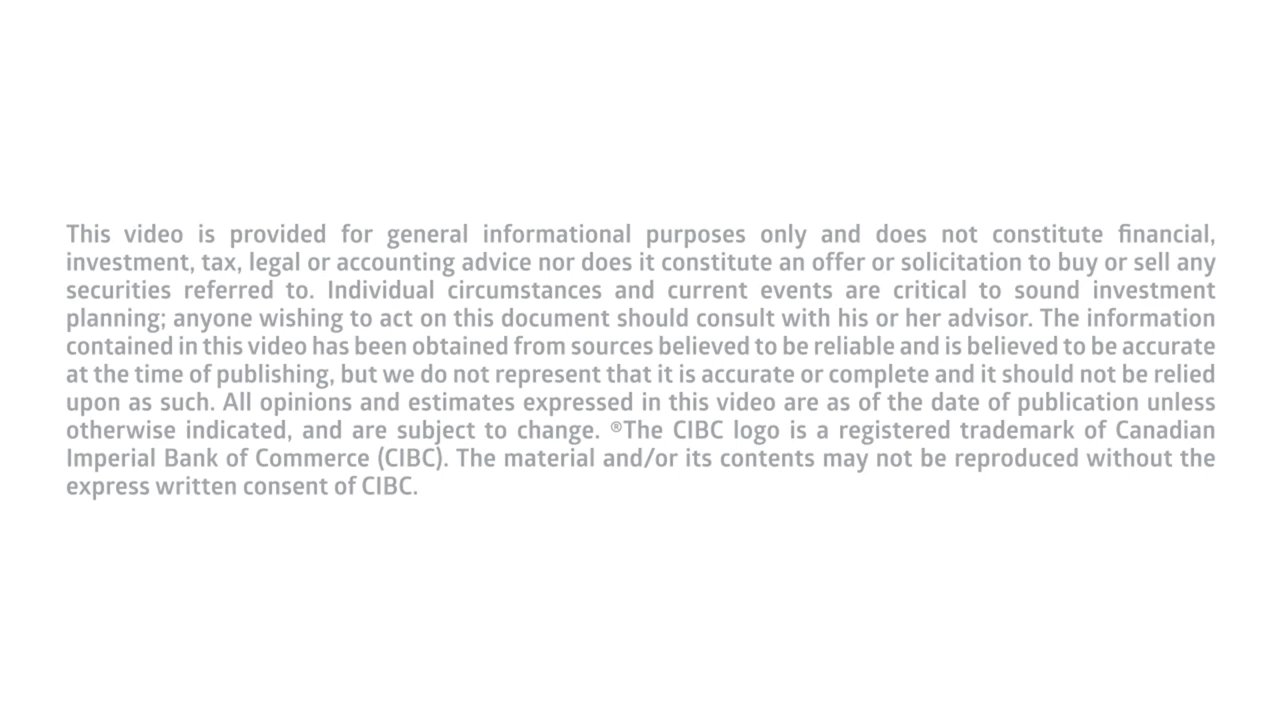 This video is provided for general informational purposes only and does not constitute financial,
investment, tax, legal or accounting advice nor does it constitute an offer or solicitation to buy or sell any
securities referred to. Individual circumstances and current events are critical to sound investment
planning; anyone wishing to act on this document should consult with his or her advisor. The information
contained in this video has been obtained from sources believed to be reliable and is believed to be accurate
at the time of publishing, but we do not represent that it is accurate or complete and it should not be relied
upon as such. All opinions and estimates expressed in this video are as of the date of publication unless
otherwise indicated, and are subject to change. ®The CIBC logo is a registered trademark of Canadian
Imperial Bank of Commerce (CIBC). The material and/or its contents may not be reproduced without the
express written consent of CIBC.